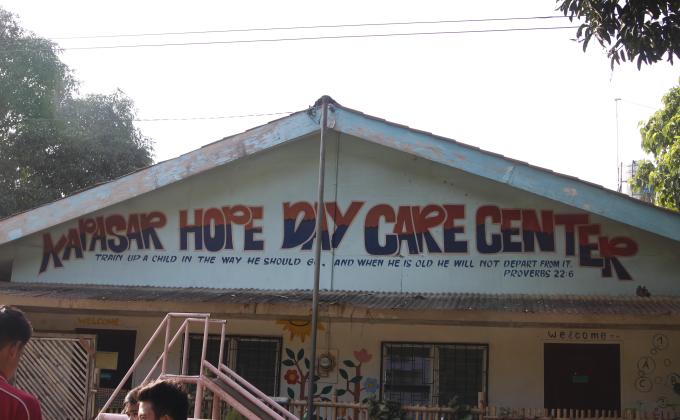 KAPASAR HOPE DAY CARE CENTER
TRAIN UP A CHILD IN THE WAY HE SHOULD GO.. AND WHEN HE IS OLD HE WILL NOT DEPART FROM IT.
PROVERBS 22:6
WELCOME
welcome--
1
A
C